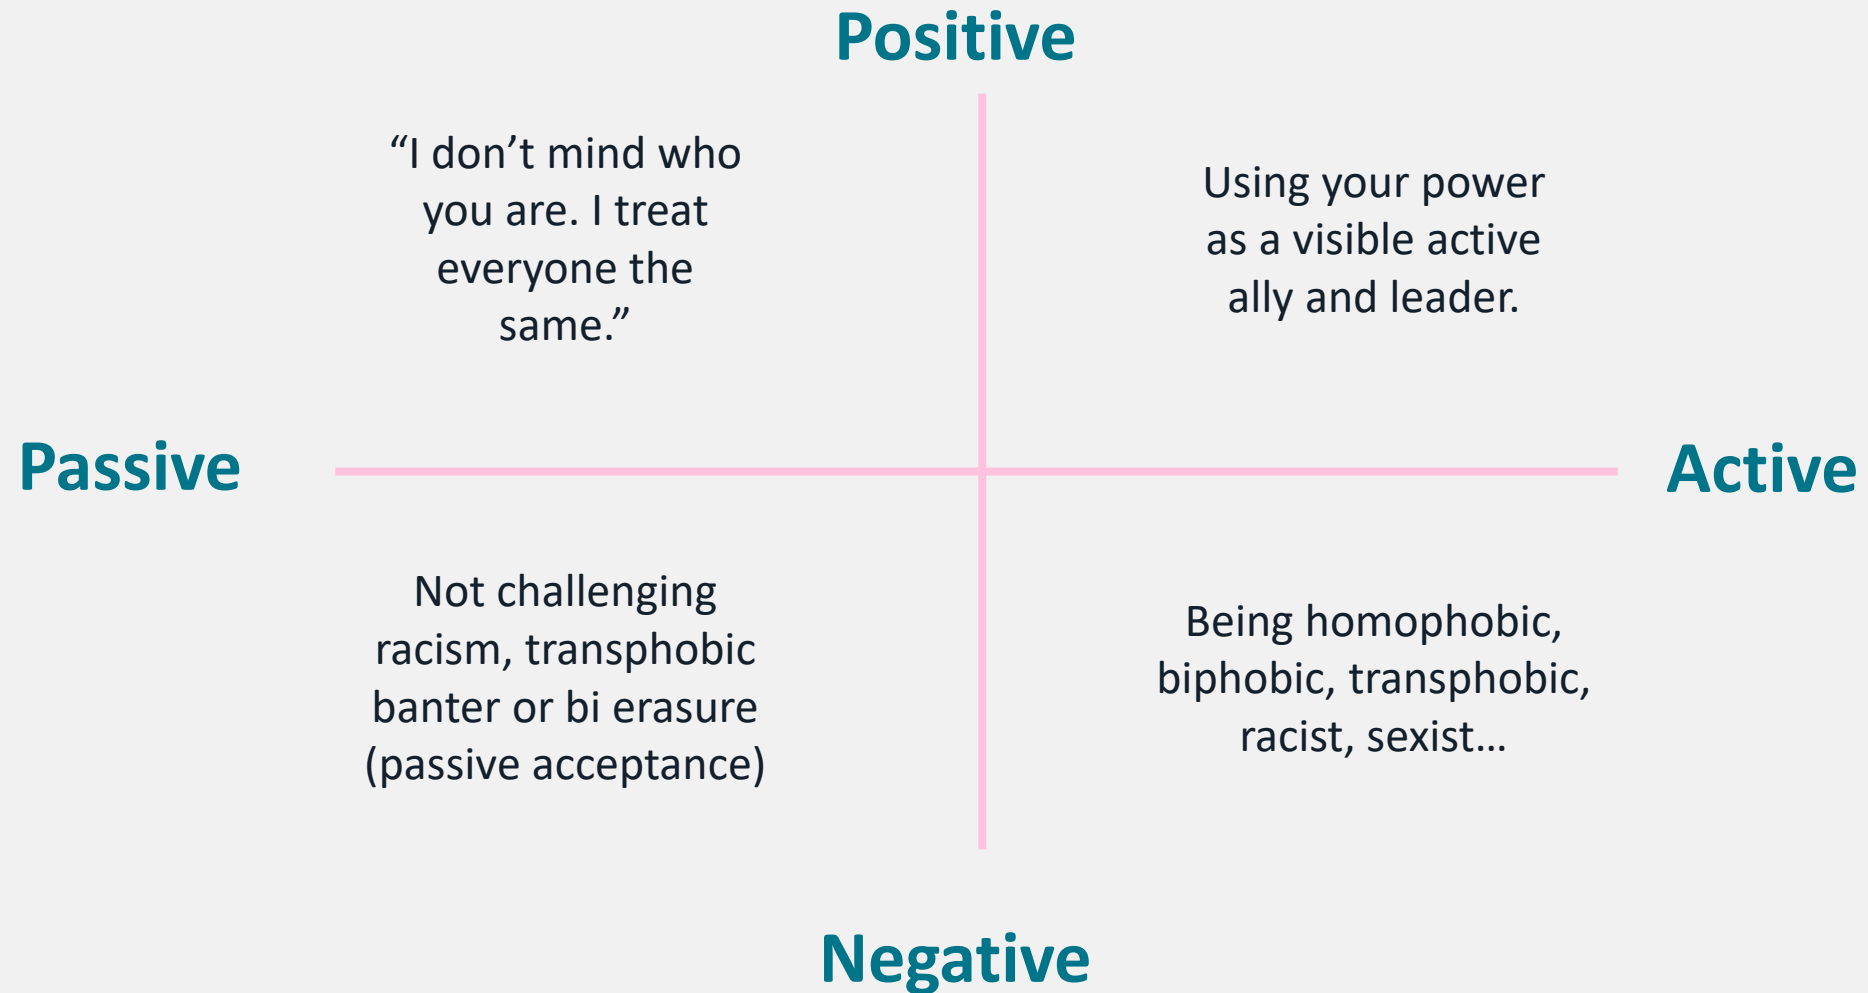 Positive
“I don’t mind who
you are. I treat
everyone the
same.”
Using your power
as a visible active
ally and leader.
Passive
Active
Not challenging
racism, transphobic
banter or bi erasure
(passive acceptance)
Being homophobic,
biphobic, transphobic,
racist, sexist…
Negative